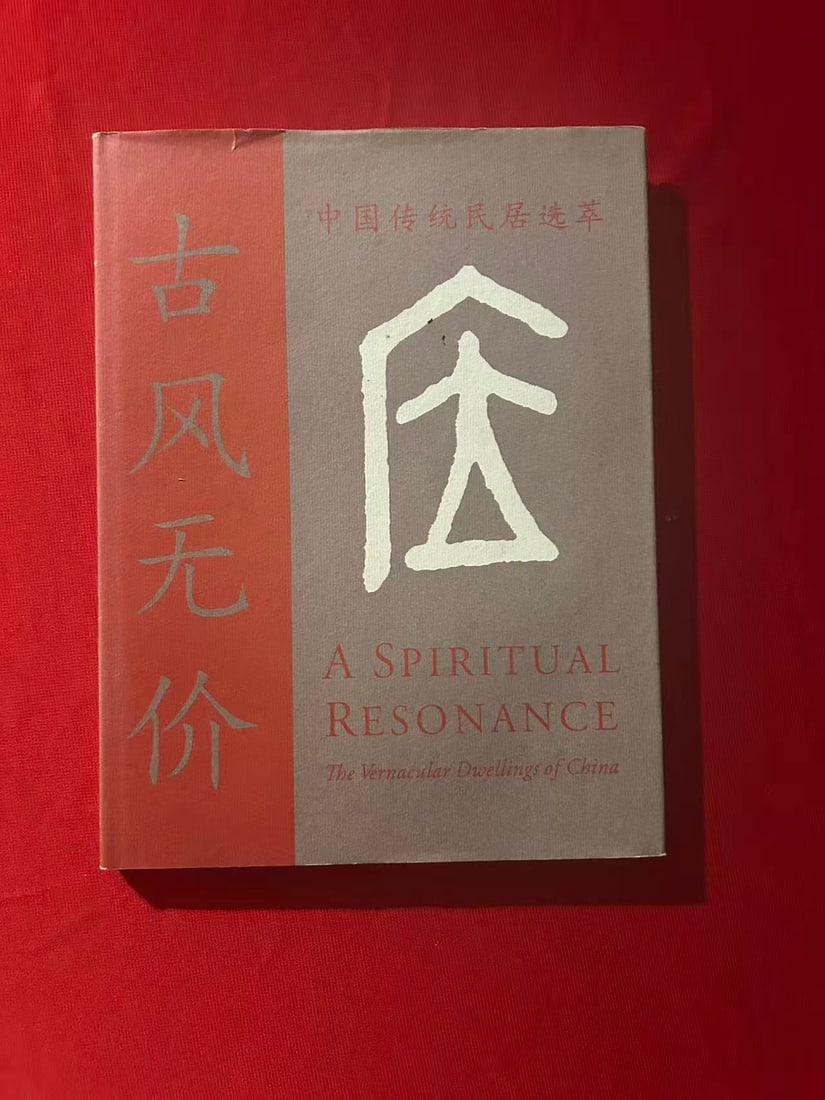 古风无价
中国传统民居选萃
A SPIRITUAL
RESONANCE
The Vernacular Dwellings of China